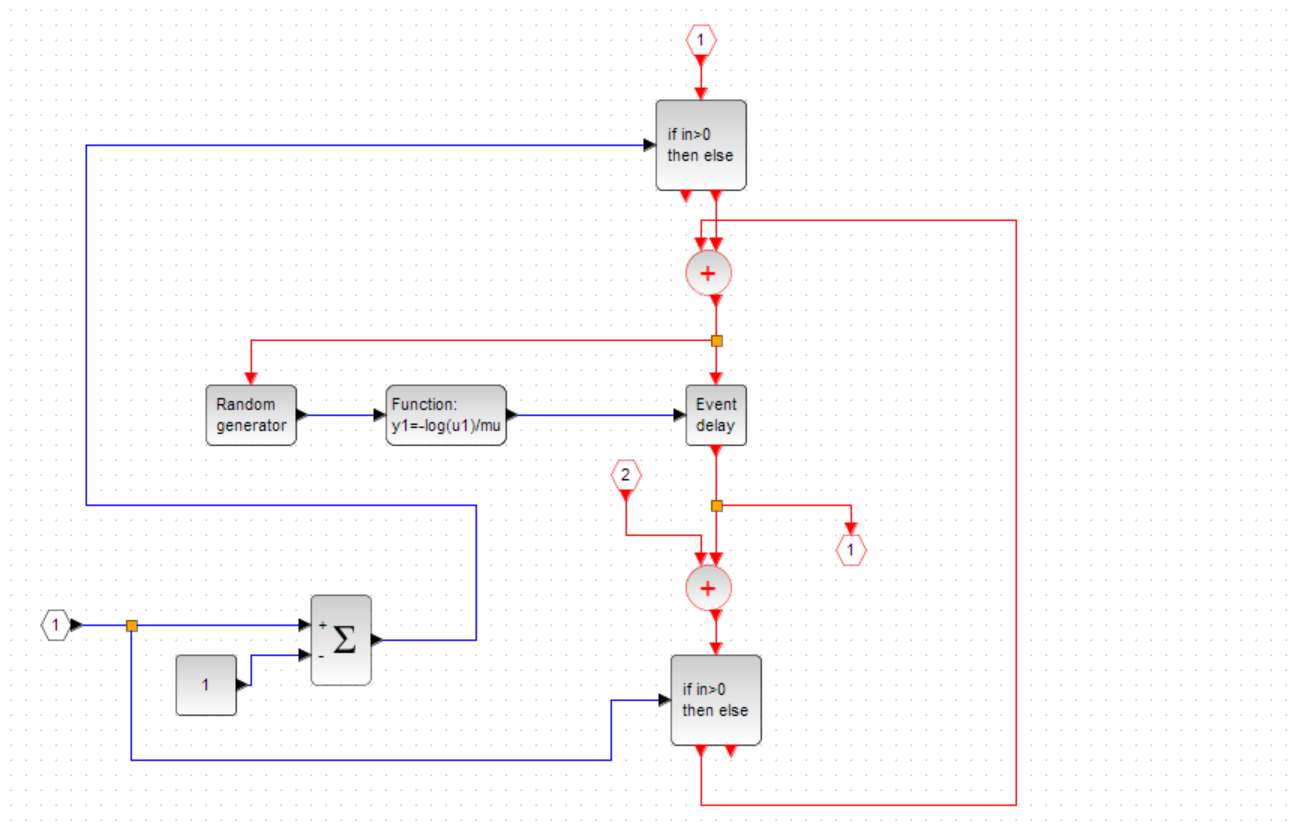 1
if in>0
then else
+
Random
generator
Function:
y1=-log(u1)/mu
Event
delay
2
1
+
1
+
-
Σ
1
if in>0
then else